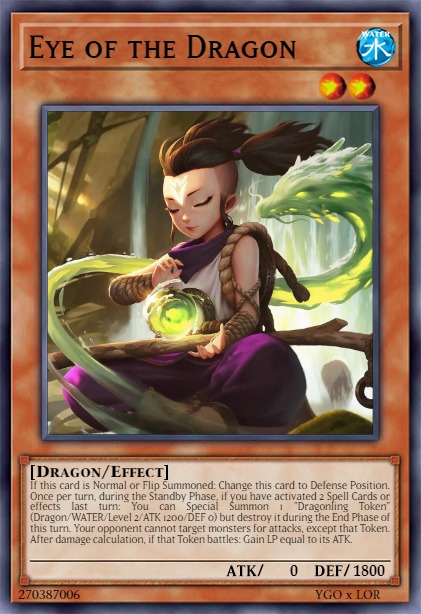 Eye of the Dragon
WATER
水
[Dragon/Effect]
If this card is Normal or Flip Summoned: Change this card to Defense Position.
Once per turn, during the Standby Phase, if you have activated 2 Spell Cards or
effects last turn: You can Special Summon 1 "Dragonling Token"
(Dragon/WATER/Level 2/ATK 1200/DEF 0) but destroy it during the End Phase of
this turn. Your opponent cannot target monsters for attacks, except that Token.
After damage calculation, if that Token battles: Gain LP equal to its ATK.
ATK/ 0 DEF/ 1800
270387006 YGO x LOR